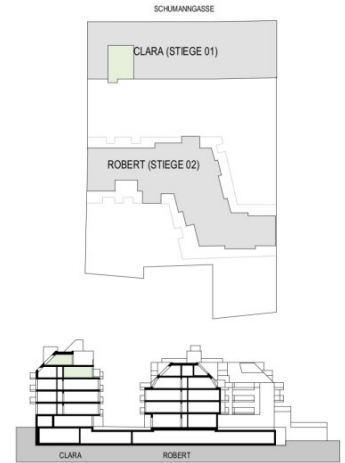 SCHUMANNGASSE
CLARA (STIEGE 01)
ROBERT (STIEGE 02)
CLARA
ROBERT